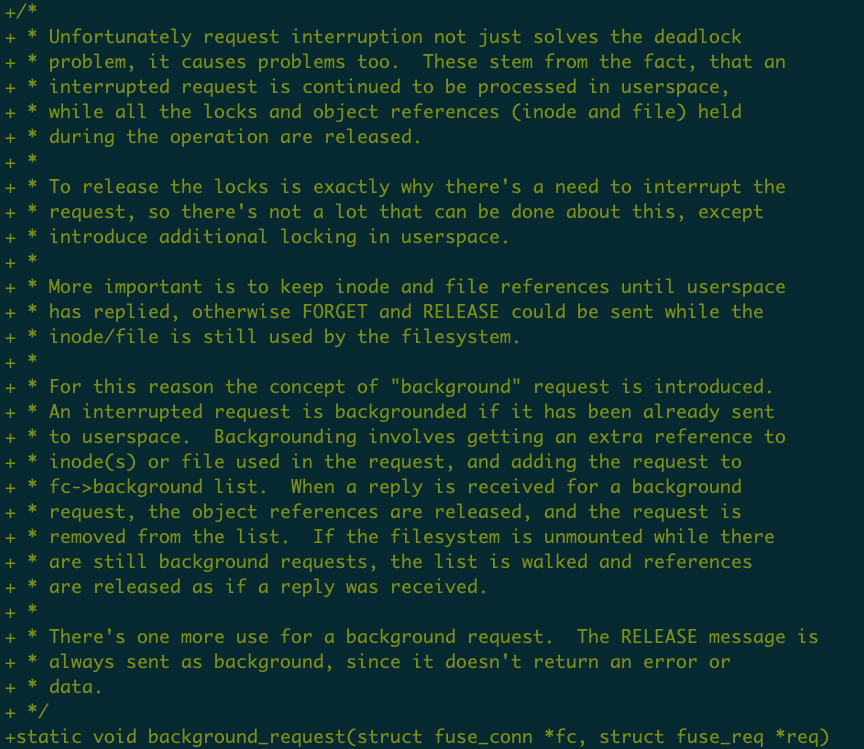 +/*
+ * Unfortunately request interruption not just solves the deadlock
+ * problem, it causes problems too.  These stem from the fact, that an
+ * interrupted request is continued to be processed in userspace,
+ * while all the locks and object references (inode and file) held
+ * during the operation are released.
+ *
+ * To release the locks is exactly why there's a need to interrupt the
+ * request, so there's not a lot that can be done about this, except
+ * introduce additional locking in userspace.
+ *
+ * More important is to keep inode and file references until userspace
+ * has replied, otherwise FORGET and RELEASE could be sent while the
+ * inode/file is still used by the filesystem.
+ *
+ * For this reason the concept of "background" request is introduced.
+ * An interrupted request is backgrounded if it has been already sent
+ * to userspace.  Backgrounding involves getting an extra reference to
+ * inode(s) or file used in the request, and adding the request to
+ * fc->background list.  When a reply is received for a background
+ * request, the object references are released, and the request is
+ * removed from the list.  If the filesystem is unmounted while there
+ * are still background requests, the list is walked and references
+ * are released as if a reply was received.
+ *
+ * There's one more use for a background request.  The RELEASE message is
+ * always sent as background, since it doesn't return an error or
+ * data.
+ */
+static void background_request(struct fuse_conn *fc, struct fuse_req *req)